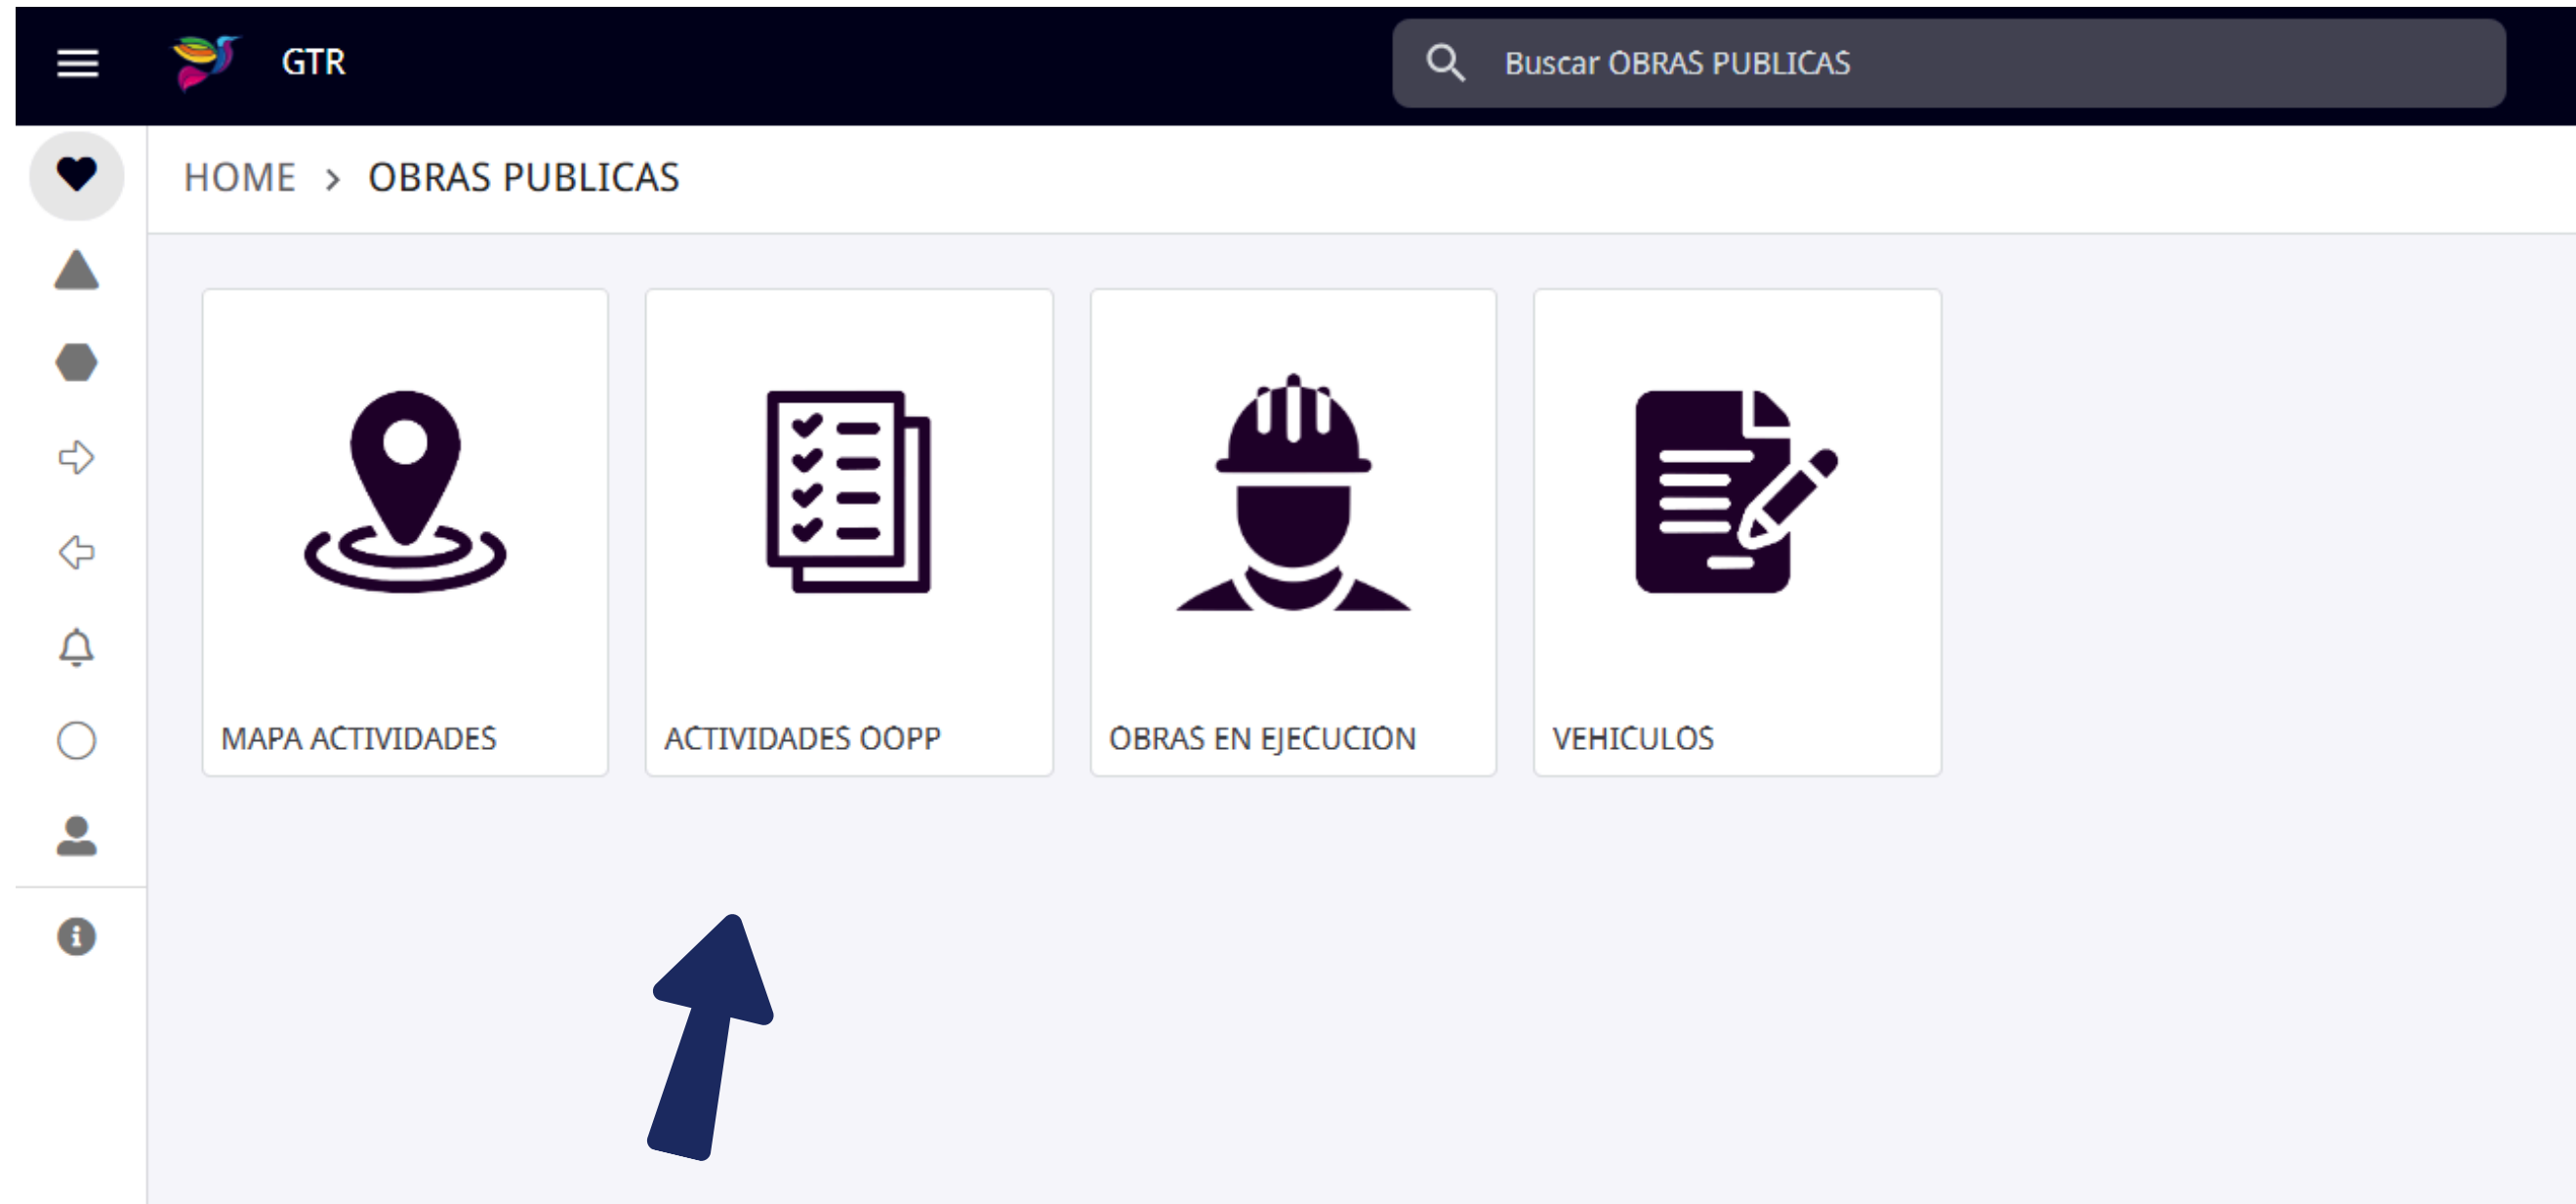 GTR
Buscar OBRAS PUBLICAS
HOME > OBRAS PUBLICAS
MAPA ACTIVIDADES
ACTIVIDADES OOPP
OBRAS EN EJECUCION
VEHICULOS